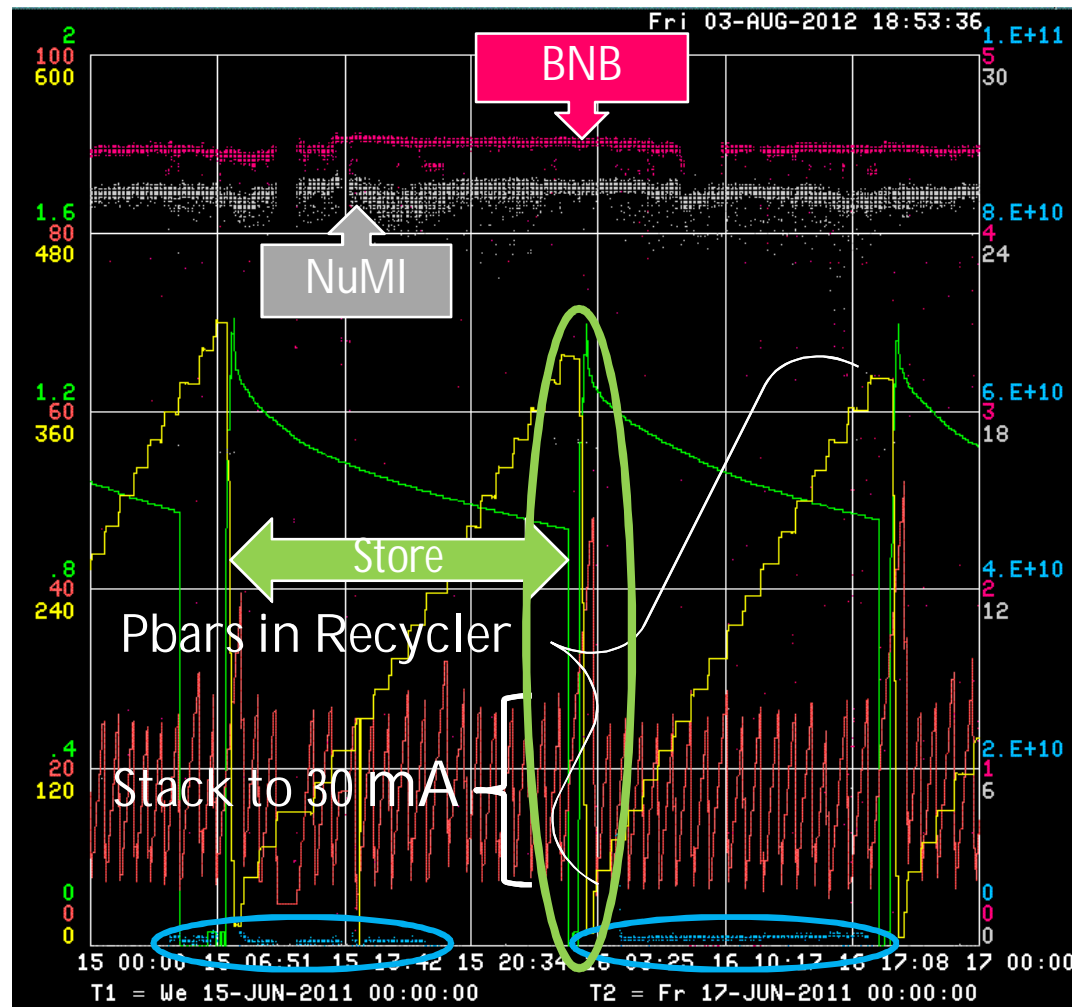 Fri 03-AUG-2012 18:53:36
2
100
600
1.E+11
5
30
BNB
NuMI
1.6
80
480
8.E+10
4
24
1.2
60
360
6.E+10
3
18
Store
.8
40
240
4.E+10
2
12
Pbars in Recycler
.4
20
120
2.E+10
1
6
Stack to 30 mA
0
0
0
0
0
0
15 00:00 15 06:51 15 13:42 15 20:34 16 03:25 16 10:17 16 17:08 17 00:00
T1 = We 15-JUN-2011 00:00:00 T2 = Fr 17-JUN-2011 00:00:00